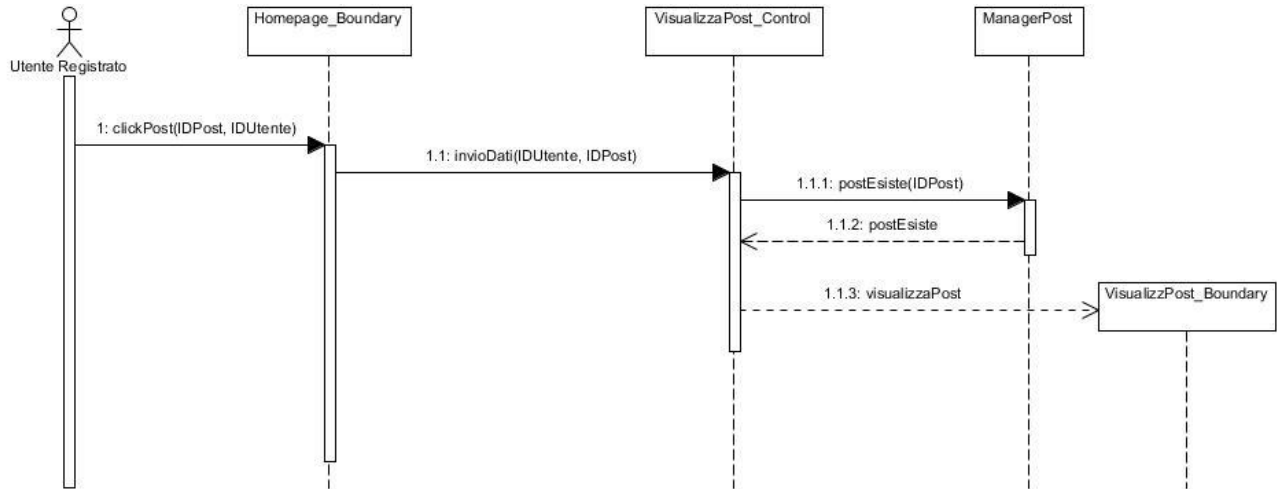 Homepage_Boundary
VisualizzaPost_Control
ManagerPost
Utente Registrato
1: clickPost(IDPost, IDUtente)
1.1: invioDati(IDUtente, IDPost)
1.1.1: postEsiste(IDPost)
1.1.2: postEsiste
1.1.3: visualizzaPost
VisualizzPost_Boundary